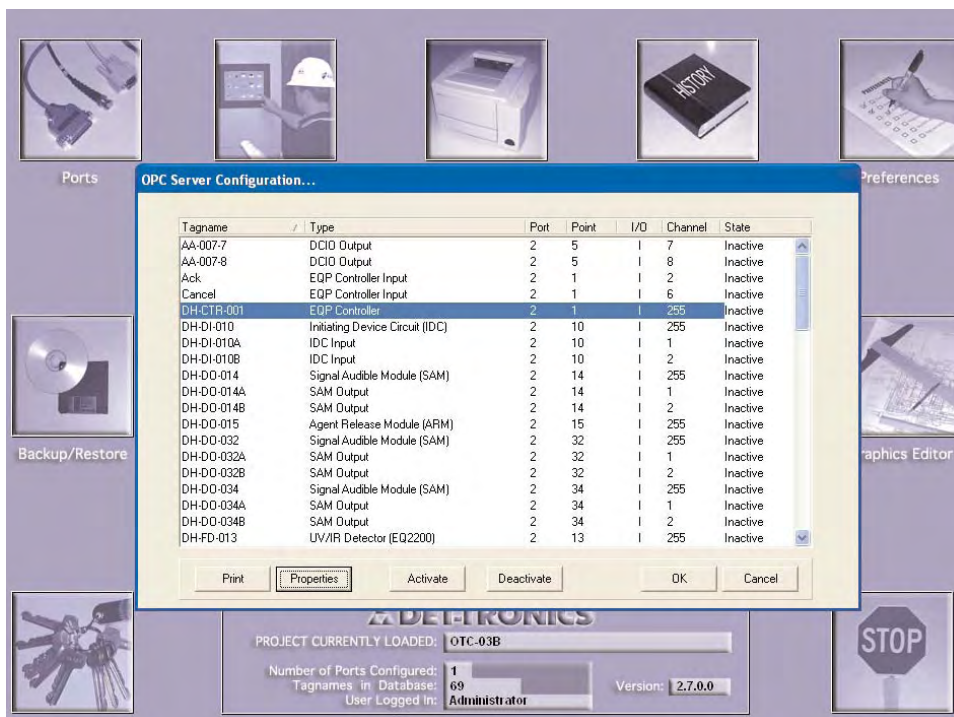 HISTORY
Ports
Preferences
OPC Server Configuration...
Tagname / Type Port Point I/O Channel State
AA-007-7 DCIO Output 2 5 I 7 Inactive
AA-007-8 DCIO Output 2 5 I 8 Inactive
Ack EQP Controller Input 2 1 I 2 Inactive
Cancel EQP Controller Input 2 1 I 6 Inactive
DH-CTR-001 EQP Controller 2 1 I 255 Inactive
DH-DI-010 Initiating Device Circuit (IDC) 2 10 I 255 Inactive
DH-DI-010A IDC Input 2 10 I 1 Inactive
DH-DI-010B IDC Input 2 10 I 2 Inactive
DH-DO-014 Signal Audible Module (SAM) 2 14 I 255 Inactive
DH-DO-014A SAM Output 2 14 I 1 Inactive
DH-DO-014B SAM Output 2 14 I 2 Inactive
DH-DO-015 Agent Release Module (ARM) 2 15 I 255 Inactive
DH-DO-032 Signal Audible Module (SAM) 2 32 I 255 Inactive
DH-DO-032A SAM Output 2 32 I 1 Inactive
DH-DO-032B SAM Output 2 32 I 2 Inactive
DH-DO-034 Signal Audible Module (SAM) 2 34 I 255 Inactive
DH-DO-034A SAM Output 2 34 I 1 Inactive
DH-DO-034B SAM Output 2 34 I 2 Inactive
DH-FD-013 UV/IR Detector (EQ2200) 2 13 I 255 Inactive
Backup/Restore
raphics Editor
Print Properties Activate Deactivate OK Cancel
DETTRONICS
PROJECT CURRENTLY LOADED: OTC-03B
Number of Ports Configured: 1
Tagnames in Database: 69
User Logged In: Administrator
Version: 2.7.0.0
STOP